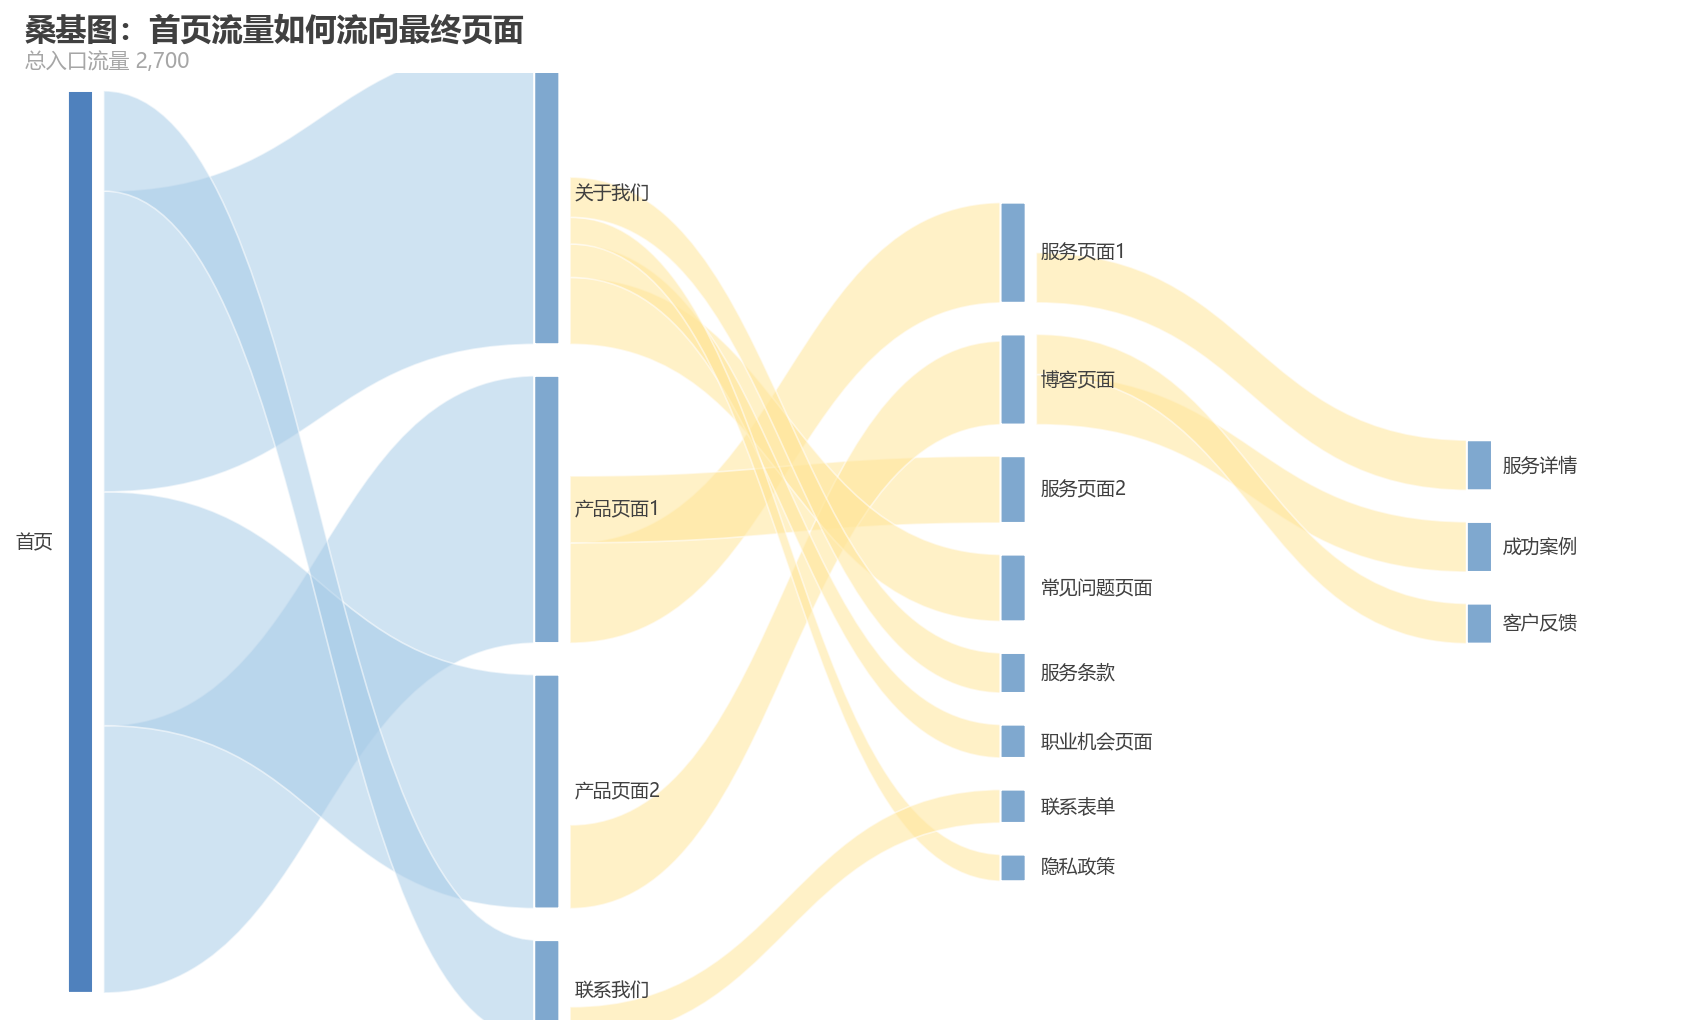 桑基图：首页流量如何流向最终页面
总入口流量 2,700
首页
关于我们
产品页面1
产品页面2
联系我们
服务页面1
博客页面
服务页面2
常见问题页面
服务条款
职业机会页面
联系表单
隐私政策
服务详情
成功案例
客户反馈